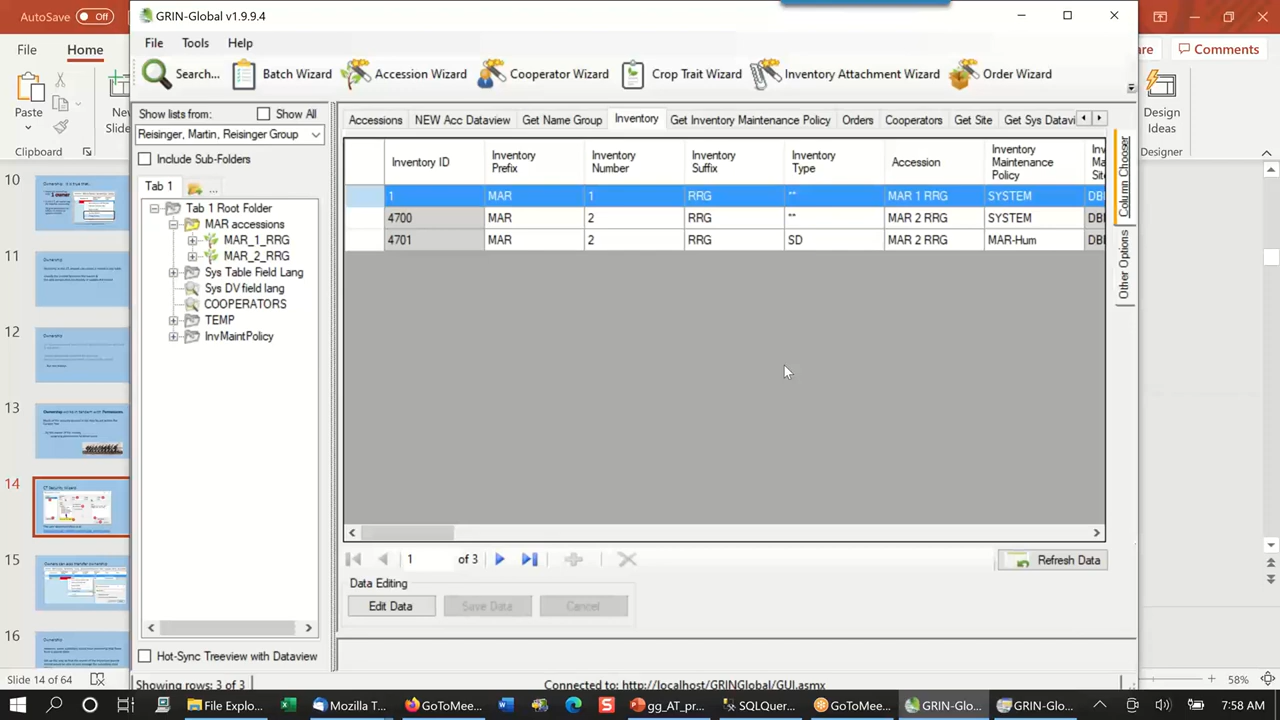 AutoSave Off
GRIN-Global v1.9.9.4
File Home
File Tools Help
Comments
Search... Batch Wizard Accession Wizard Cooperator Wizard Crop Trait Wizard Inventory Attachment Wizard Order Wizard
Paste
New
Slide
Clipboard
Design
Ideas
Designer
Show lists from: Show All
Reisinger, Martin, Reisinger Group
Include Sub-Folders
Tab 1 ...
Tab 1 Root Folder
MAR accessions
MAR_1_RRG
MAR_2_RRG
Sys Table Field Lang
Sys DV field lang
COOPERATORS
TEMP
InvMaintPolicy
Hot-Sync Treeview with Dataview
Accessions NEW Acc Dataview Get Name Group Inventory Get Inventory Maintenance Policy Orders Cooperators Get Site Get Sys Datavi
Inventory ID Inventory Prefix Inventory Number Inventory Suffix Inventory Type Accession Inventory Maintenance Policy
1 MAR 1 RRG ** MAR 1 RRG SYSTEM
4700 MAR 2 RRG ** MAR 2 RRG SYSTEM
4701 MAR 2 RRG SD MAR 2 RRG MAR-Hum
Column Chooser
Other Options
1 of 3
Refresh Data
Data Editing
Edit Data Save Data Cancel
Showing rows: 3 of 3 Connected to: http://localhost/GRINGlobal/GUI.asmx
10
11
12
13
14
15
16
Slide 14 of 64
58%
File Explo... Mozilla T... GoToMee... gg_AT_pr... SQLQuer... GoToMee... GRIN-Glo... GRIN-Glo...
7:58 AM